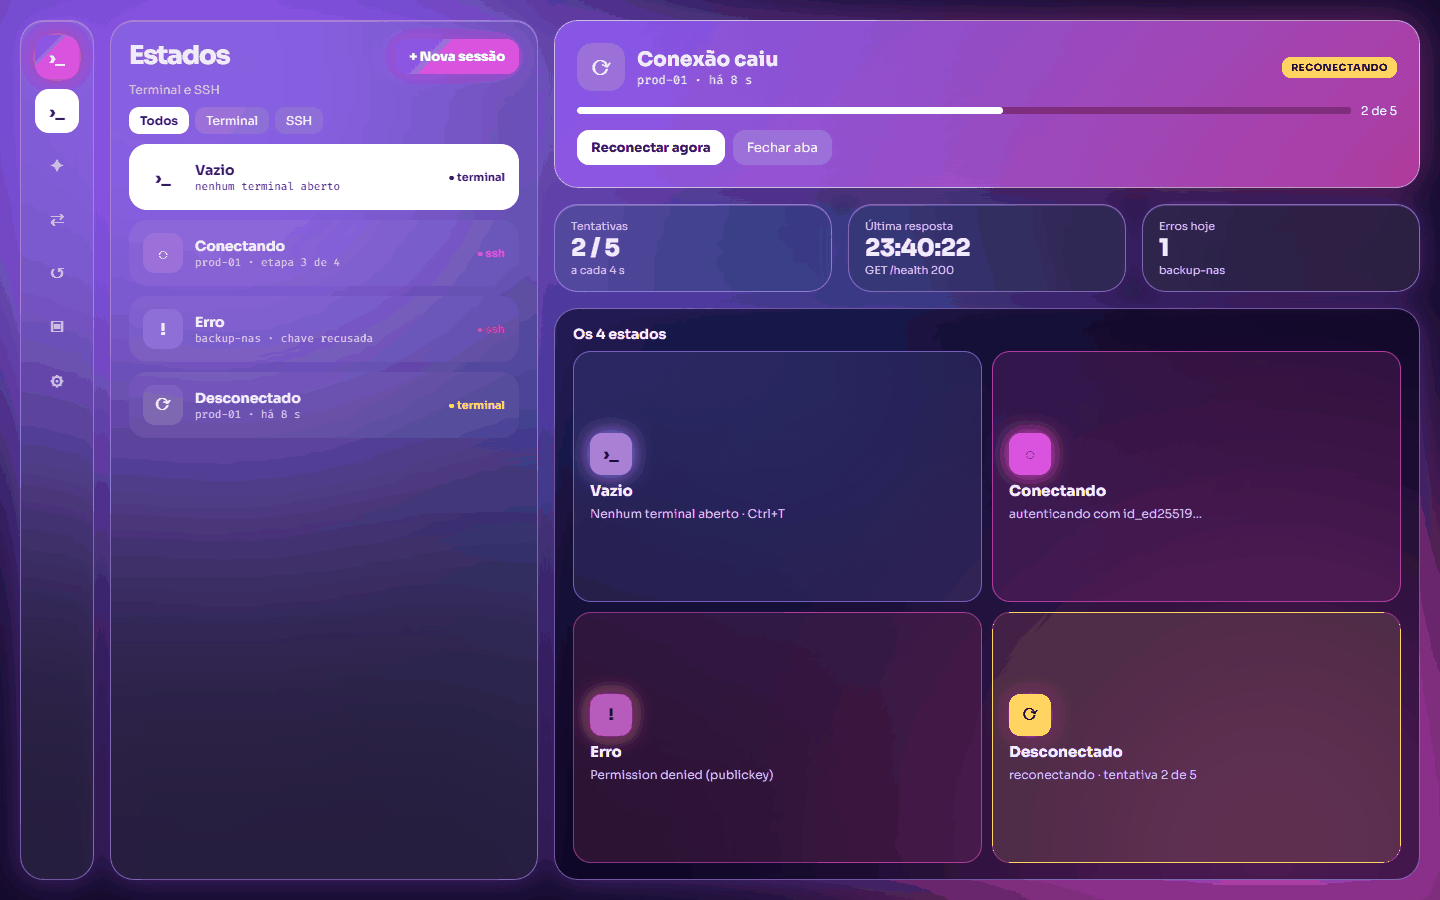 ›_
›_
Estados
+ Nova sessão
Terminal e SSH
Todos
Terminal
SSH
›_
Vazio
nenhum terminal aberto
• terminal
Conectando
prod-01 · etapa 3 de 4
• ssh
!
Erro
backup-nas · chave recusada
• ssh
Desconectado
prod-01 · há 8 s
• terminal
Conexão caiu
prod-01 · há 8 s
RECONECTANDO
2 de 5
Reconectar agora
Fechar aba
Tentativas
2 / 5
a cada 4 s
Última resposta
23:40:22
GET /health 200
Erros hoje
1
backup-nas
Os 4 estados
›_
Vazio
Nenhum terminal aberto · Ctrl+T
Conectando
autenticando com id_ed25519…
!
Erro
Permission denied (publickey)
Desconectado
reconectando · tentativa 2 de 5